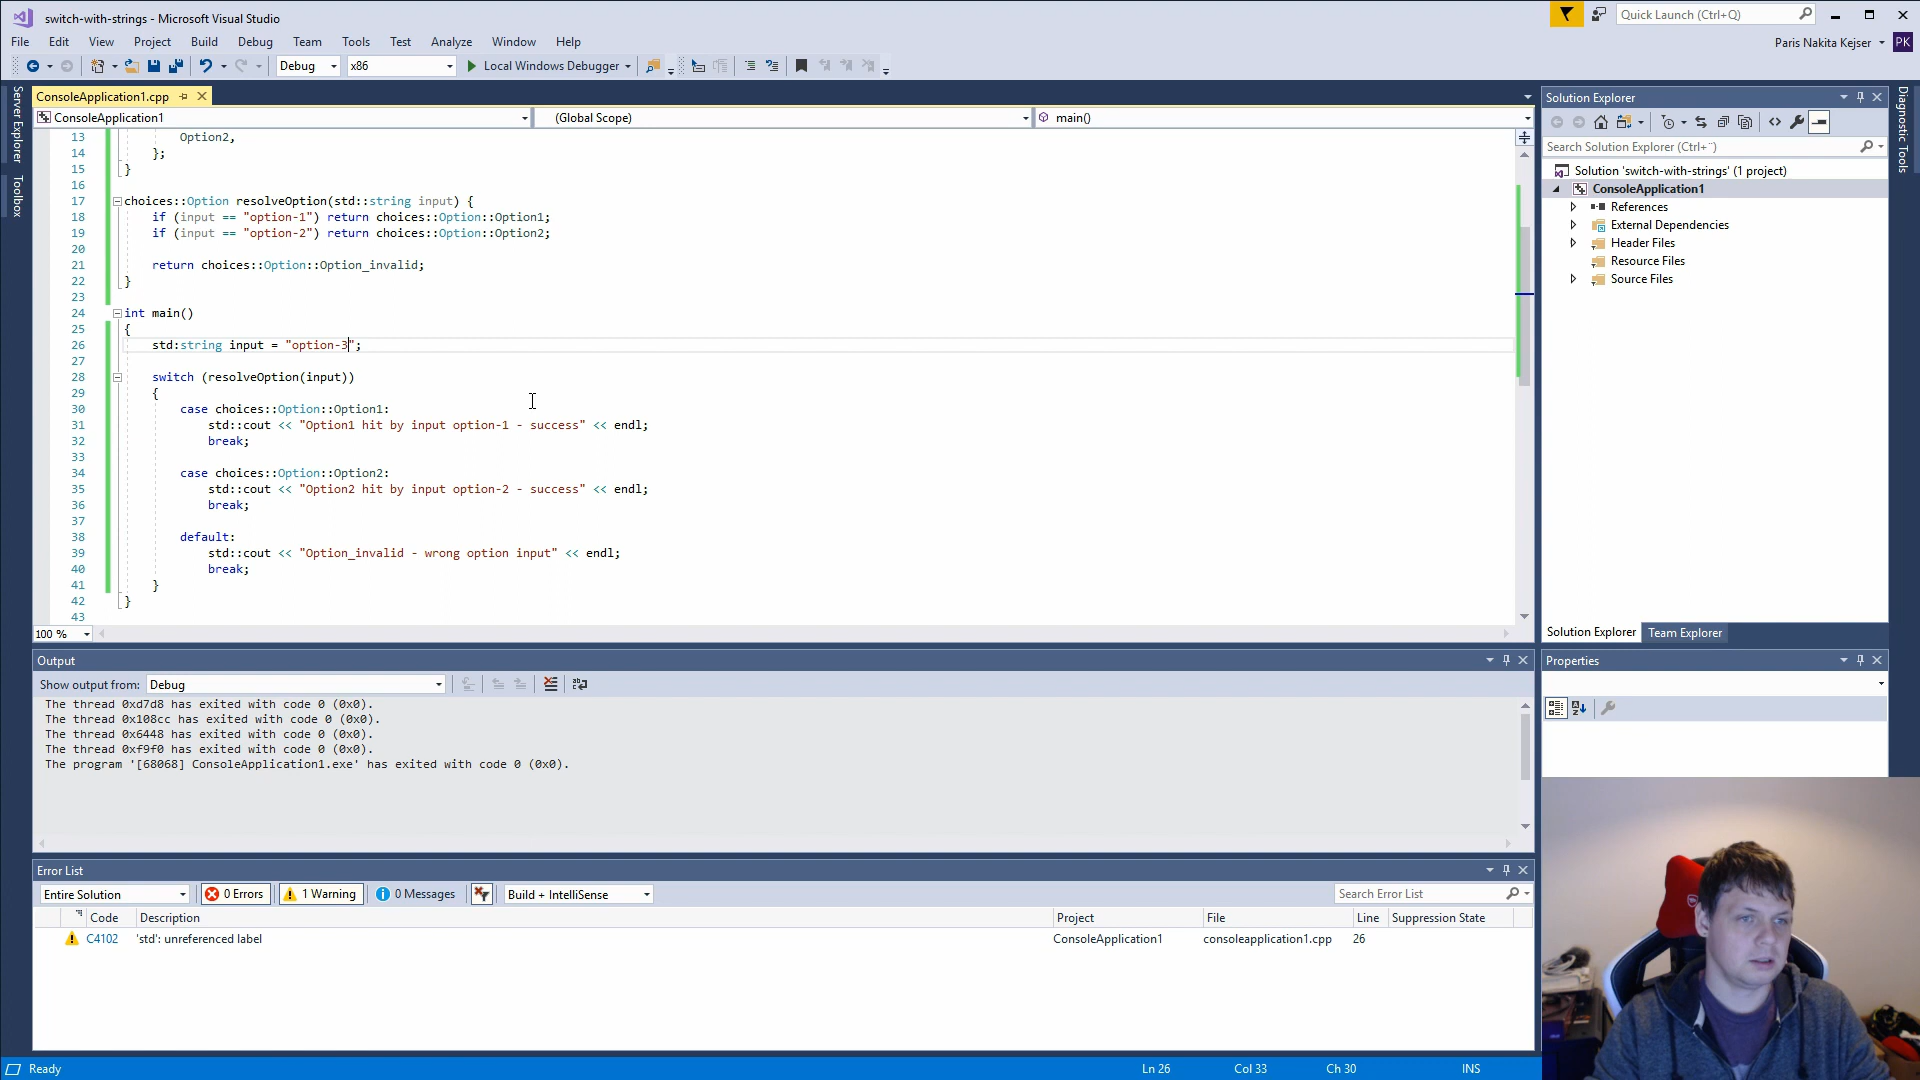 switch-with-strings - Microsoft Visual Studio
Quick Launch (Ctrl+Q)
File Edit View Project Build Debug Team Tools Test Analyze Window Help
Paris Nakita Kejser
PK
Debug x86 Local Windows Debugger
Server Explorer
Toolbox
ConsoleApplication1.cpp
ConsoleApplication1 (Global Scope) main()
13 Option2,
14 };
15 }
16
17 choices::Option resolveOption(std::string input) {
18 if (input == "option-1") return choices::Option::Option1;
19 if (input == "option-2") return choices::Option::Option2;
20
21 return choices::Option::Option_invalid;
22 }
23
24 int main()
25 {
26 std:string input = "option-3";
27
28 switch (resolveOption(input))
29 {
30 case choices::Option::Option1:
31 std::cout << "Option1 hit by input option-1 - success" << endl;
32 break;
33
34 case choices::Option::Option2:
35 std::cout << "Option2 hit by input option-2 - success" << endl;
36 break;
37
38 default:
39 std::cout << "Option_invalid - wrong option input" << endl;
40 break;
41 }
42 }
43
100 %
Output
Show output from: Debug
The thread 0xd7d8 has exited with code 0 (0x0).
The thread 0x108cc has exited with code 0 (0x0).
The thread 0x6448 has exited with code 0 (0x0).
The thread 0xf9f0 has exited with code 0 (0x0).
The program '[68068] ConsoleApplication1.exe' has exited with code 0 (0x0).
Error List
Entire Solution 0 Errors 1 Warning 0 Messages Build + IntelliSense Search Error List
Code Description Project File Line Suppression State
C4102 'std': unreferenced label ConsoleApplication1 consoleapplication1.cpp 26
Solution Explorer
Search Solution Explorer (Ctrl+¨)
Solution 'switch-with-strings' (1 project)
ConsoleApplication1
References
External Dependencies
Header Files
Resource Files
Source Files
Solution Explorer Team Explorer
Properties
Diagnostic Tools
Ready Ln 26 Col 33 Ch 30 INS